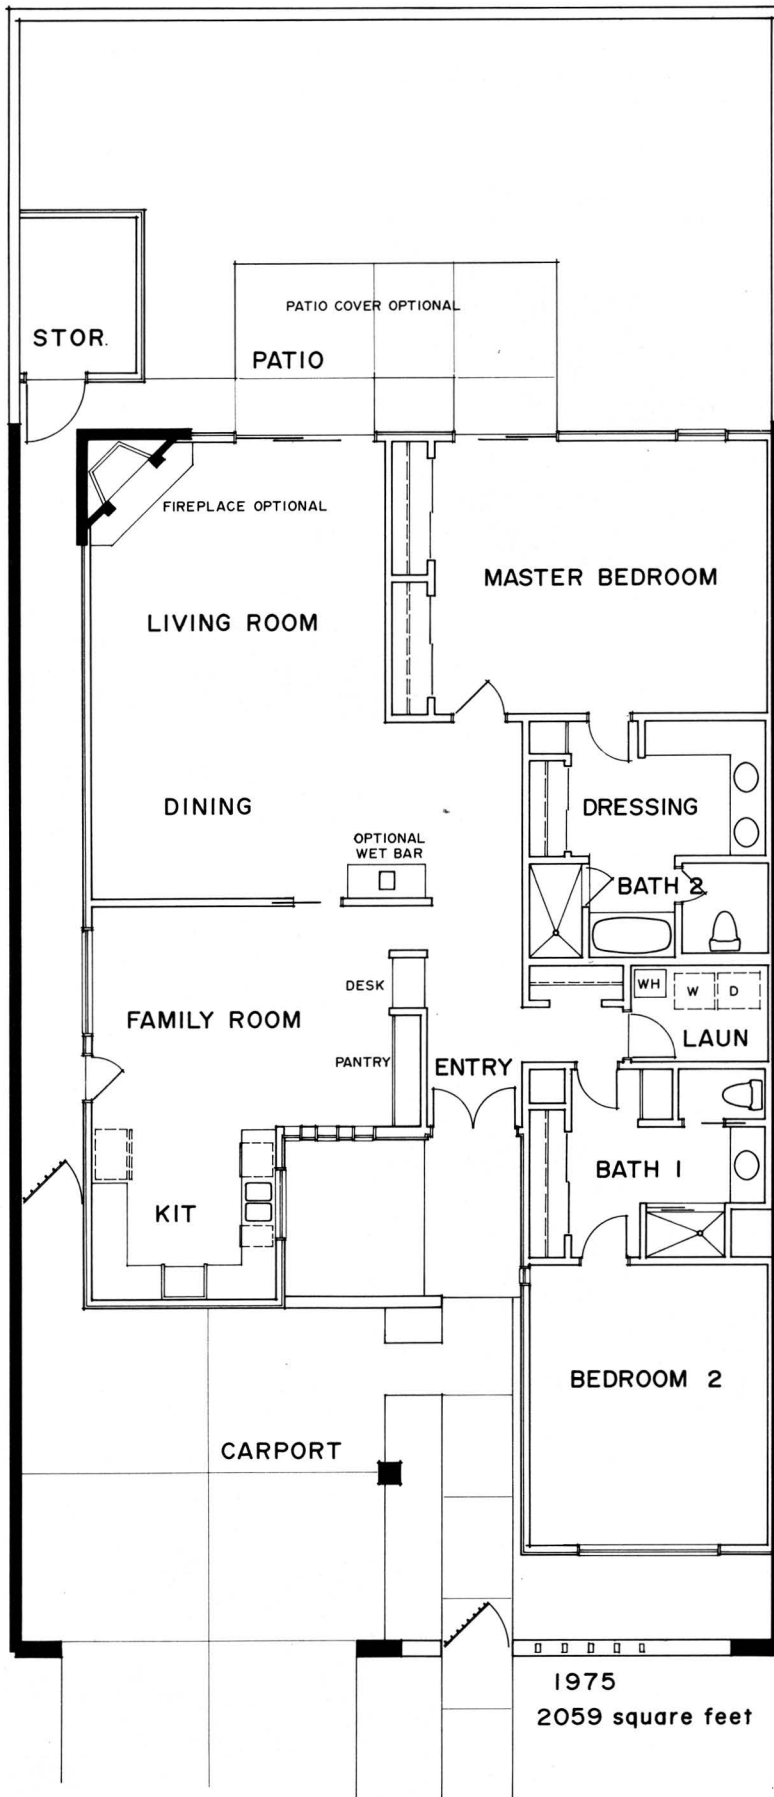 PATIO COVER OPTIONAL
STOR.
PATIO
FIREPLACE OPTIONAL
MASTER BEDROOM
LIVING ROOM
DINING
DRESSING
OPTIONAL
WET BAR
BATH 2
DESK
WH
W
D
FAMILY ROOM
LAUN
PANTRY
ENTRY
BATH 1
KIT
BEDROOM 2
CARPORT
1975
2059 square feet